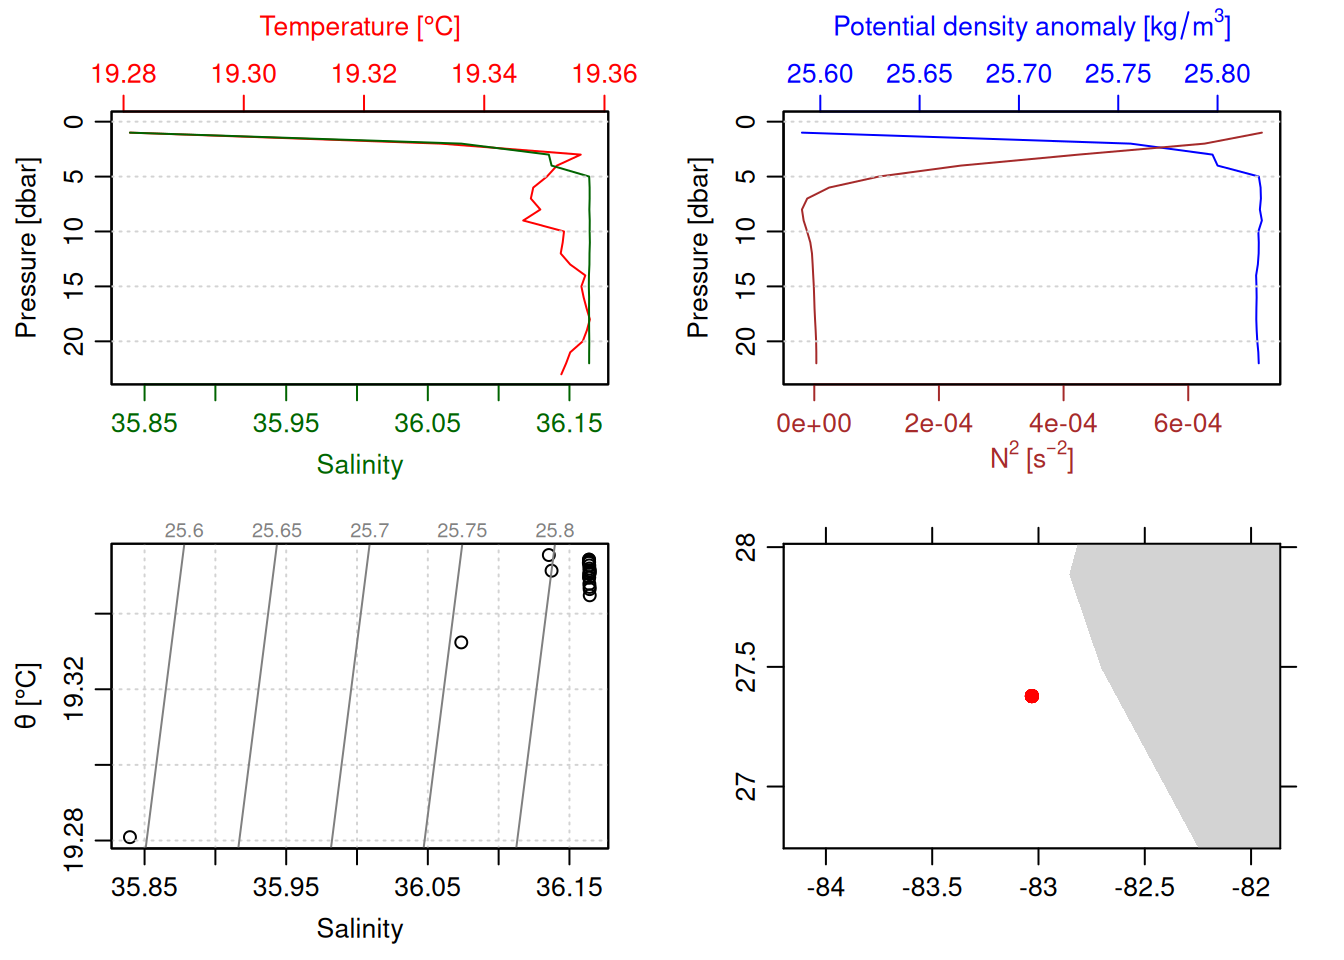 Temperature [°C]
19.28 19.30 19.32 19.34 19.36
Pressure [dbar]
0
5
10
15
20
35.85 35.95 36.05 36.15
Salinity
Potential density anomaly [kg/m³]
25.60 25.65 25.70 25.75 25.80
Pressure [dbar]
0
5
10
15
20
0e+00 2e-04 4e-04 6e-04
N² [s⁻²]
25.6 25.65 25.7 25.75 25.8
θ [°C]
19.32
19.28
35.85 35.95 36.05 36.15
Salinity
28
27.5
27
-84 -83.5 -83 -82.5 -82